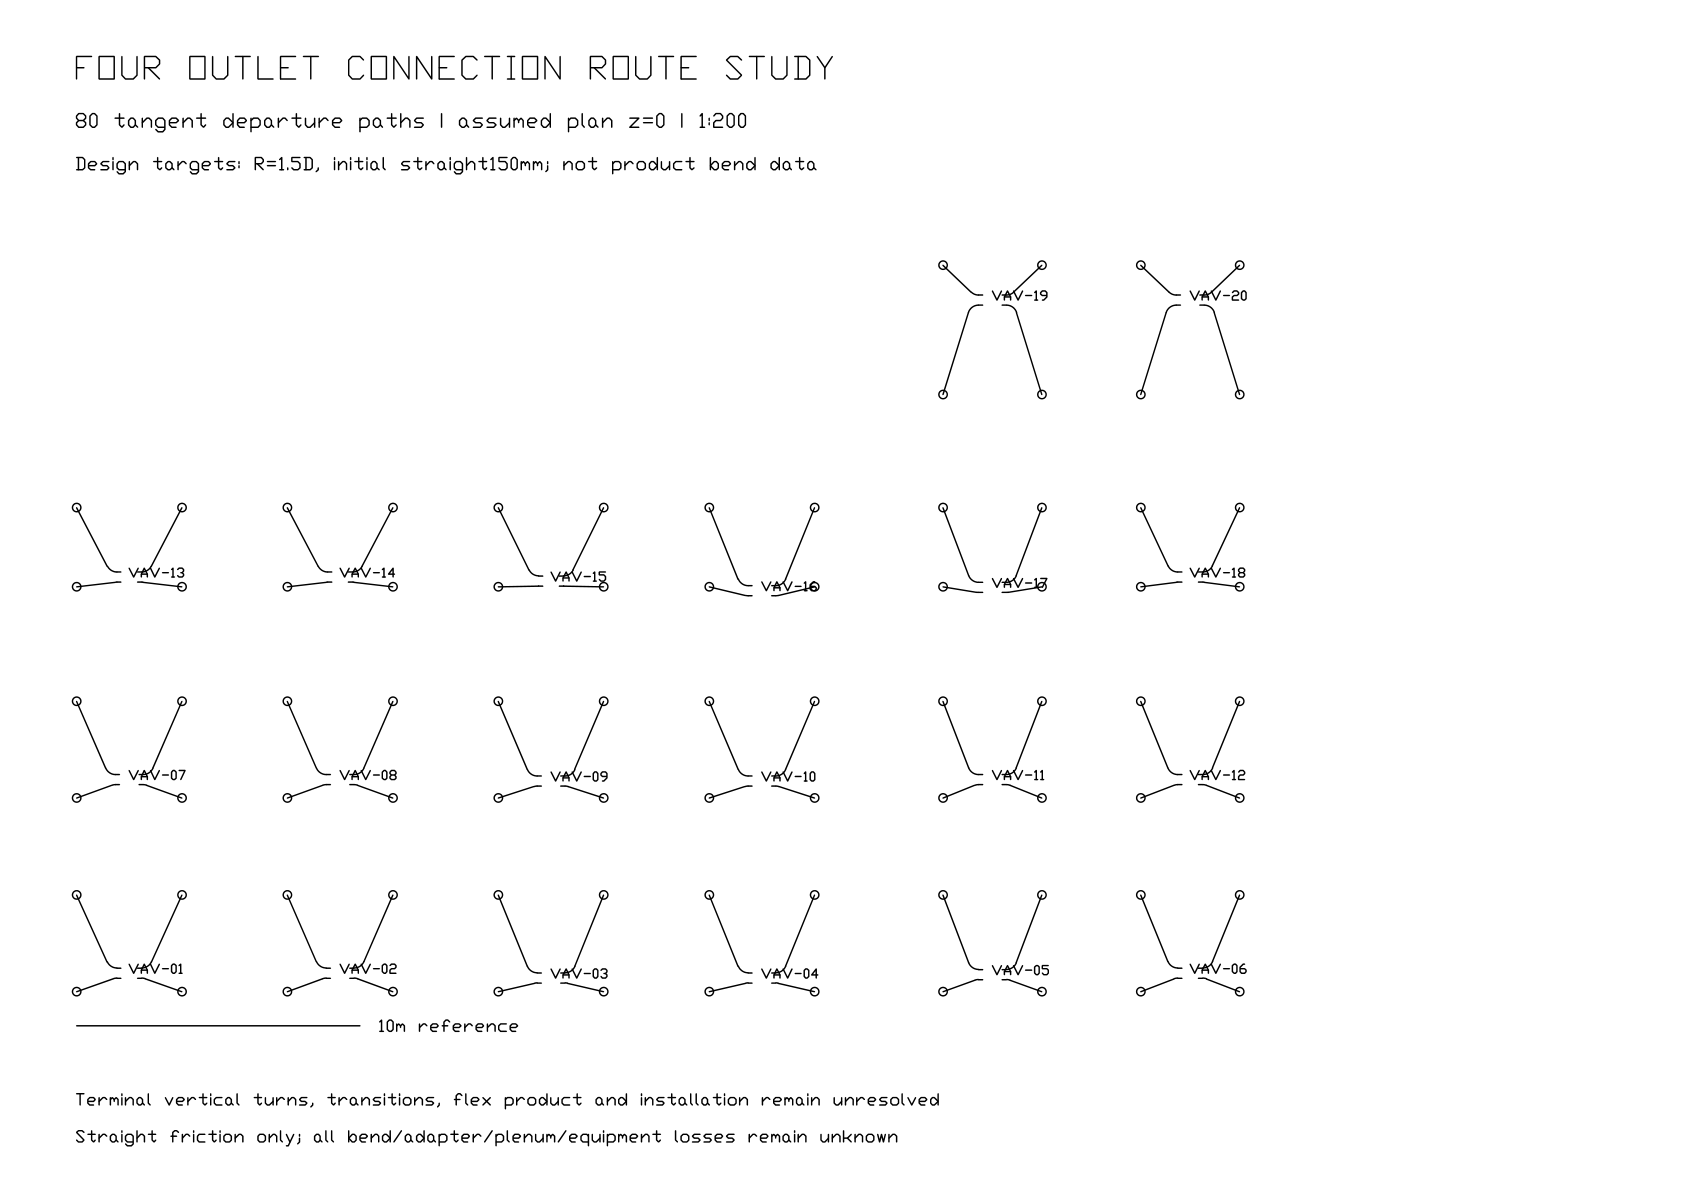 FOUR OUTLET CONNECTION ROUTE STUDY
80 tangent departure paths | assumed plan z=0 | 1:200
Design targets: R=1.5D, initial straight150mm; not product bend data
VAV-19 VAV-20
VAV-13 VAV-14 VAV-15 VAV-16 VAV-17 VAV-18
VAV-07 VAV-08 VAV-09 VAV-10 VAV-11 VAV-12
VAV-01 VAV-02 VAV-03 VAV-04 VAV-05 VAV-06
10m reference
Terminal vertical turns, transitions, flex product and installation remain unresolved
Straight friction only; all bend/adapter/plenum/equipment losses remain unknown